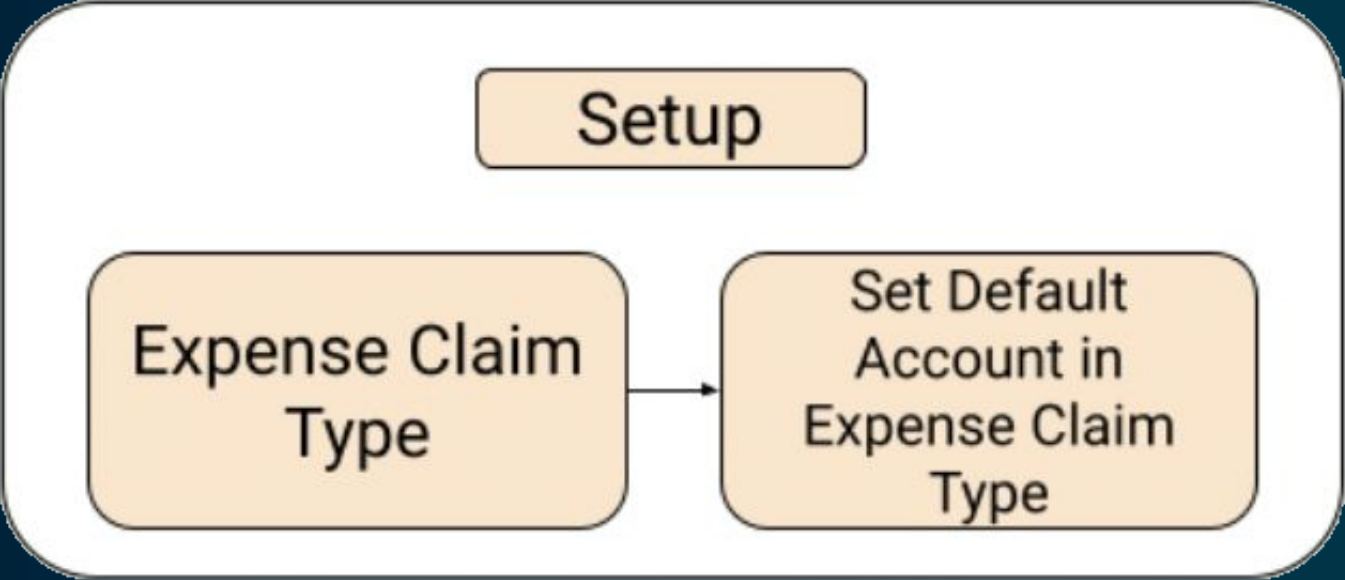 Setup
Expense Claim
Type
Set Default
Account in
Expense Claim
Type